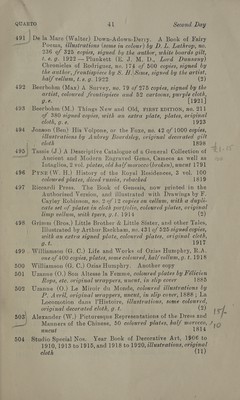 QUARTO 41 Second Day
491 De la Mare (Walter) Down-Adown-Derry. A Book of Fairy
Poems, illustrations (some in colour) by D. L. Lathrop, no.
236 of 325 copies, signed by the author, white boards gilt,
t. e. g. 1922 — Plunkett (E. J. M. D., Lord Dunsany)
Chronicles of Rodriguez, no. 174 of 500 copies, signed by
the author, frontispiece by S. H. Sime, signed by the artist,
half vellum, t. e. g. 1922 (2)
492 Beerbohm (Max) A Survey, no. 79 of 275 copies, signed by the
artist, coloured frontispiece and 52 cartoons, purple cloth,
g. e. [1921]
493 Beerbohm (M.) Things New and Old, FIRST EDITION, no. 211
of 380 signed copies, with an extra plate, plates, original
cloth, g. e. 1923
494 Jonson (Ben) His Volpone, or the Foxe, no. 42 of 1000 copies,
illustrations by Aubrey Beardsley, original decorated gilt
cloth 1898
495 Tassie (J.) A Descriptive Catalogue of a General Collection of
Ancient and Modern Engraved Gems, Cameos as well as
Intaglios, 2 vol. plates, old half morocco (broken), uncut 1791
496 PYNE (W. H.) History of the Royal Residences, 3 vol. 100
coloured plates, diced russia, rebacked 1819
497 Riccardi Press. The Book of Genesis, now printed in the
Authorised Version, and illustrated with Drawings by F.
Cayley Robinson, no. 2 of 12 copies on vellum, with a duplicate
set of plates in cloth portfolio, coloured plates, original
limp vellum, with tyers, g. t. 1914 (2)
498 Grimm (Bros.) Little Brother & Little Sister, and other Tales,
Illustrated by Arthur Rackham, no. 431 of 525 signed copies,
with an extra signed plate, coloured plates, original cloth,
g. t. 1917
499 Williamson (G. C.) Life and Works of Ozias Humphry, R.A.
one of 400 copies, plates, some coloured, half vellum, g. t. 1918
500 Williamson (G. C.) Ozias Humphry. Another copy
501 Uzanne (O.) Son Altesse la Femme, coloured plates by Félicien
Rops, etc. original wrappers, uncut, in slip cover 1885
502 Uzanne (O.) Le Miroir du Monde, coloured illustrations by
P. Avril, original wrappers, uncut, in slip cover, 1888 ; La
Locomotion dans l'Histoire, illustrations, some coloured,
original decorated cloth, g. t. (2)
503 Alexander (W.) Picturesque Representations of the Dress and
Manners of the Chinese, 50 coloured plates, half morocco,
uncut 1814
504 Studio Special Nos. Year Book of Decorative Art, 1906 to
1910, 1913 to 1915, and 1918 to 1920, illustrations, original
cloth (11)